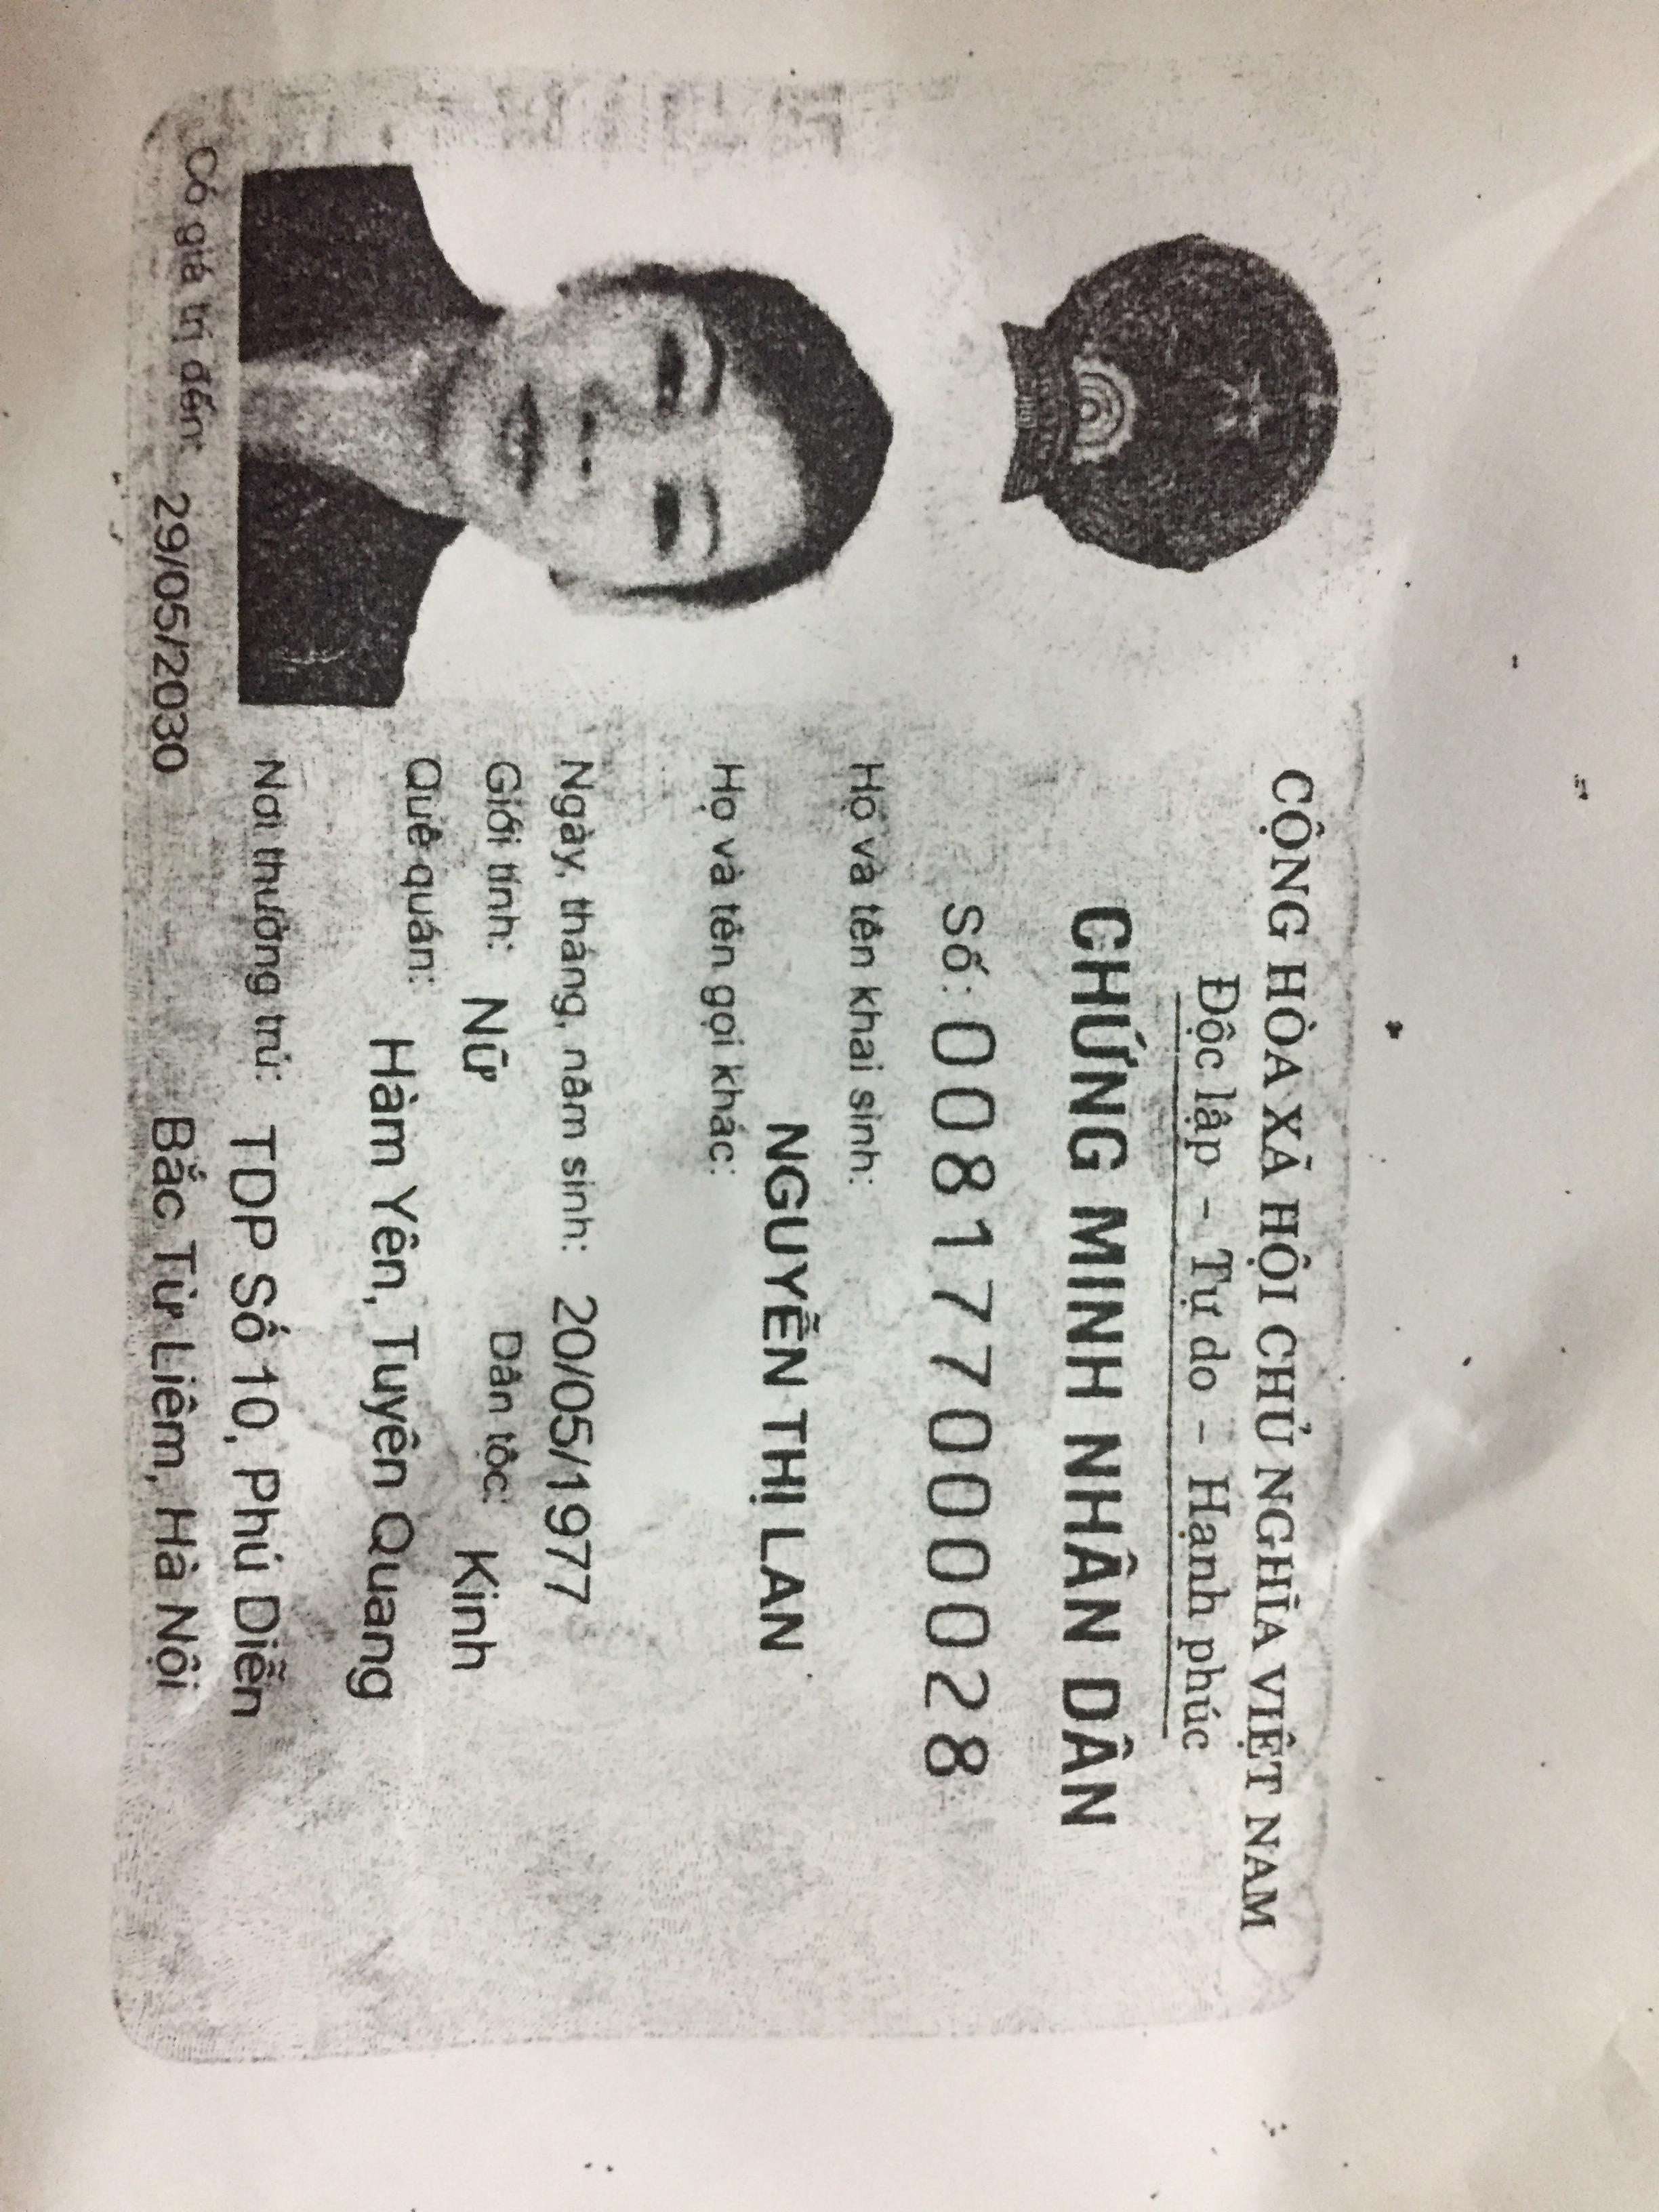 CỘNG HÒA XÃ HỘI CHỦ NGHĨA VIỆT NAM
Độc lập - Tự do - Hạnh phúc
CHỨNG MINH NHÂN DÂN
Số: 008177000028
Họ và tên khai sinh:
NGUYỄN THỊ LAN
Họ và tên gọi khác:
Ngày, tháng, năm sinh: 20/05/1977
Giới tính: Nữ Dân tộc: Kinh
Quê quán: Hàm Yên, Tuyên Quang
Nơi thường trú: TDP Số 10, Phú Diễn
Bắc Từ Liêm, Hà Nội
Có giá trị đến: 29/05/2030